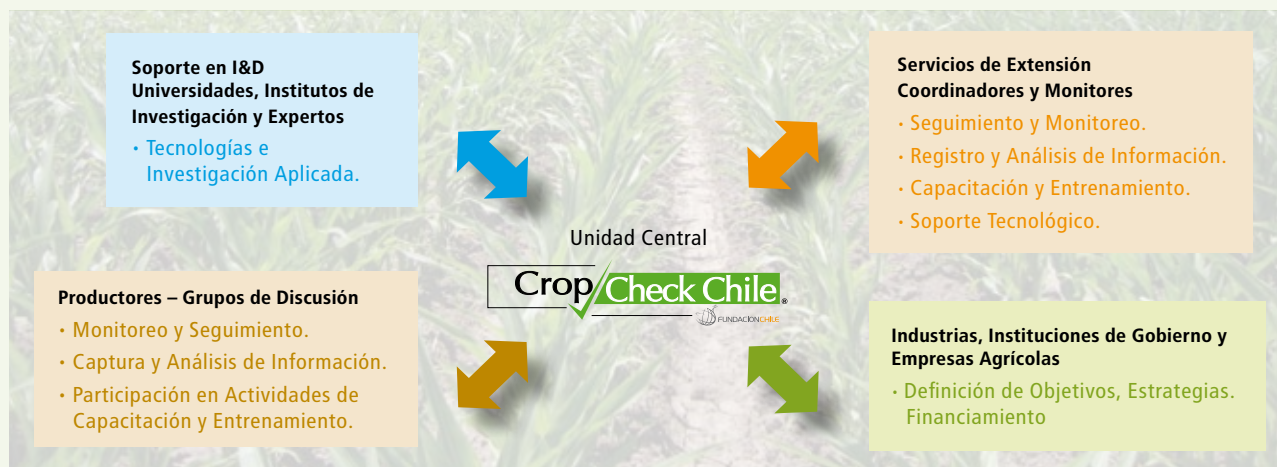 Soporte en I&D
Universidades, Institutos de
Investigación y Expertos
· Tecnologías e
Investigación Aplicada.
Servicios de Extensión
Coordinadores y Monitores
· Seguimiento y Monitoreo.
· Registro y Análisis de Información.
· Capacitación y Entrenamiento.
· Soporte Tecnológico.
Unidad Central
Crop Check Chile®
FUNDACIÓN CHILE
Productores – Grupos de Discusión
· Monitoreo y Seguimiento.
· Captura y Análisis de Información.
· Participación en Actividades de
Capacitación y Entrenamiento.
Industrias, Instituciones de Gobierno y
Empresas Agrícolas
· Definición de Objetivos, Estrategias.
Financiamiento